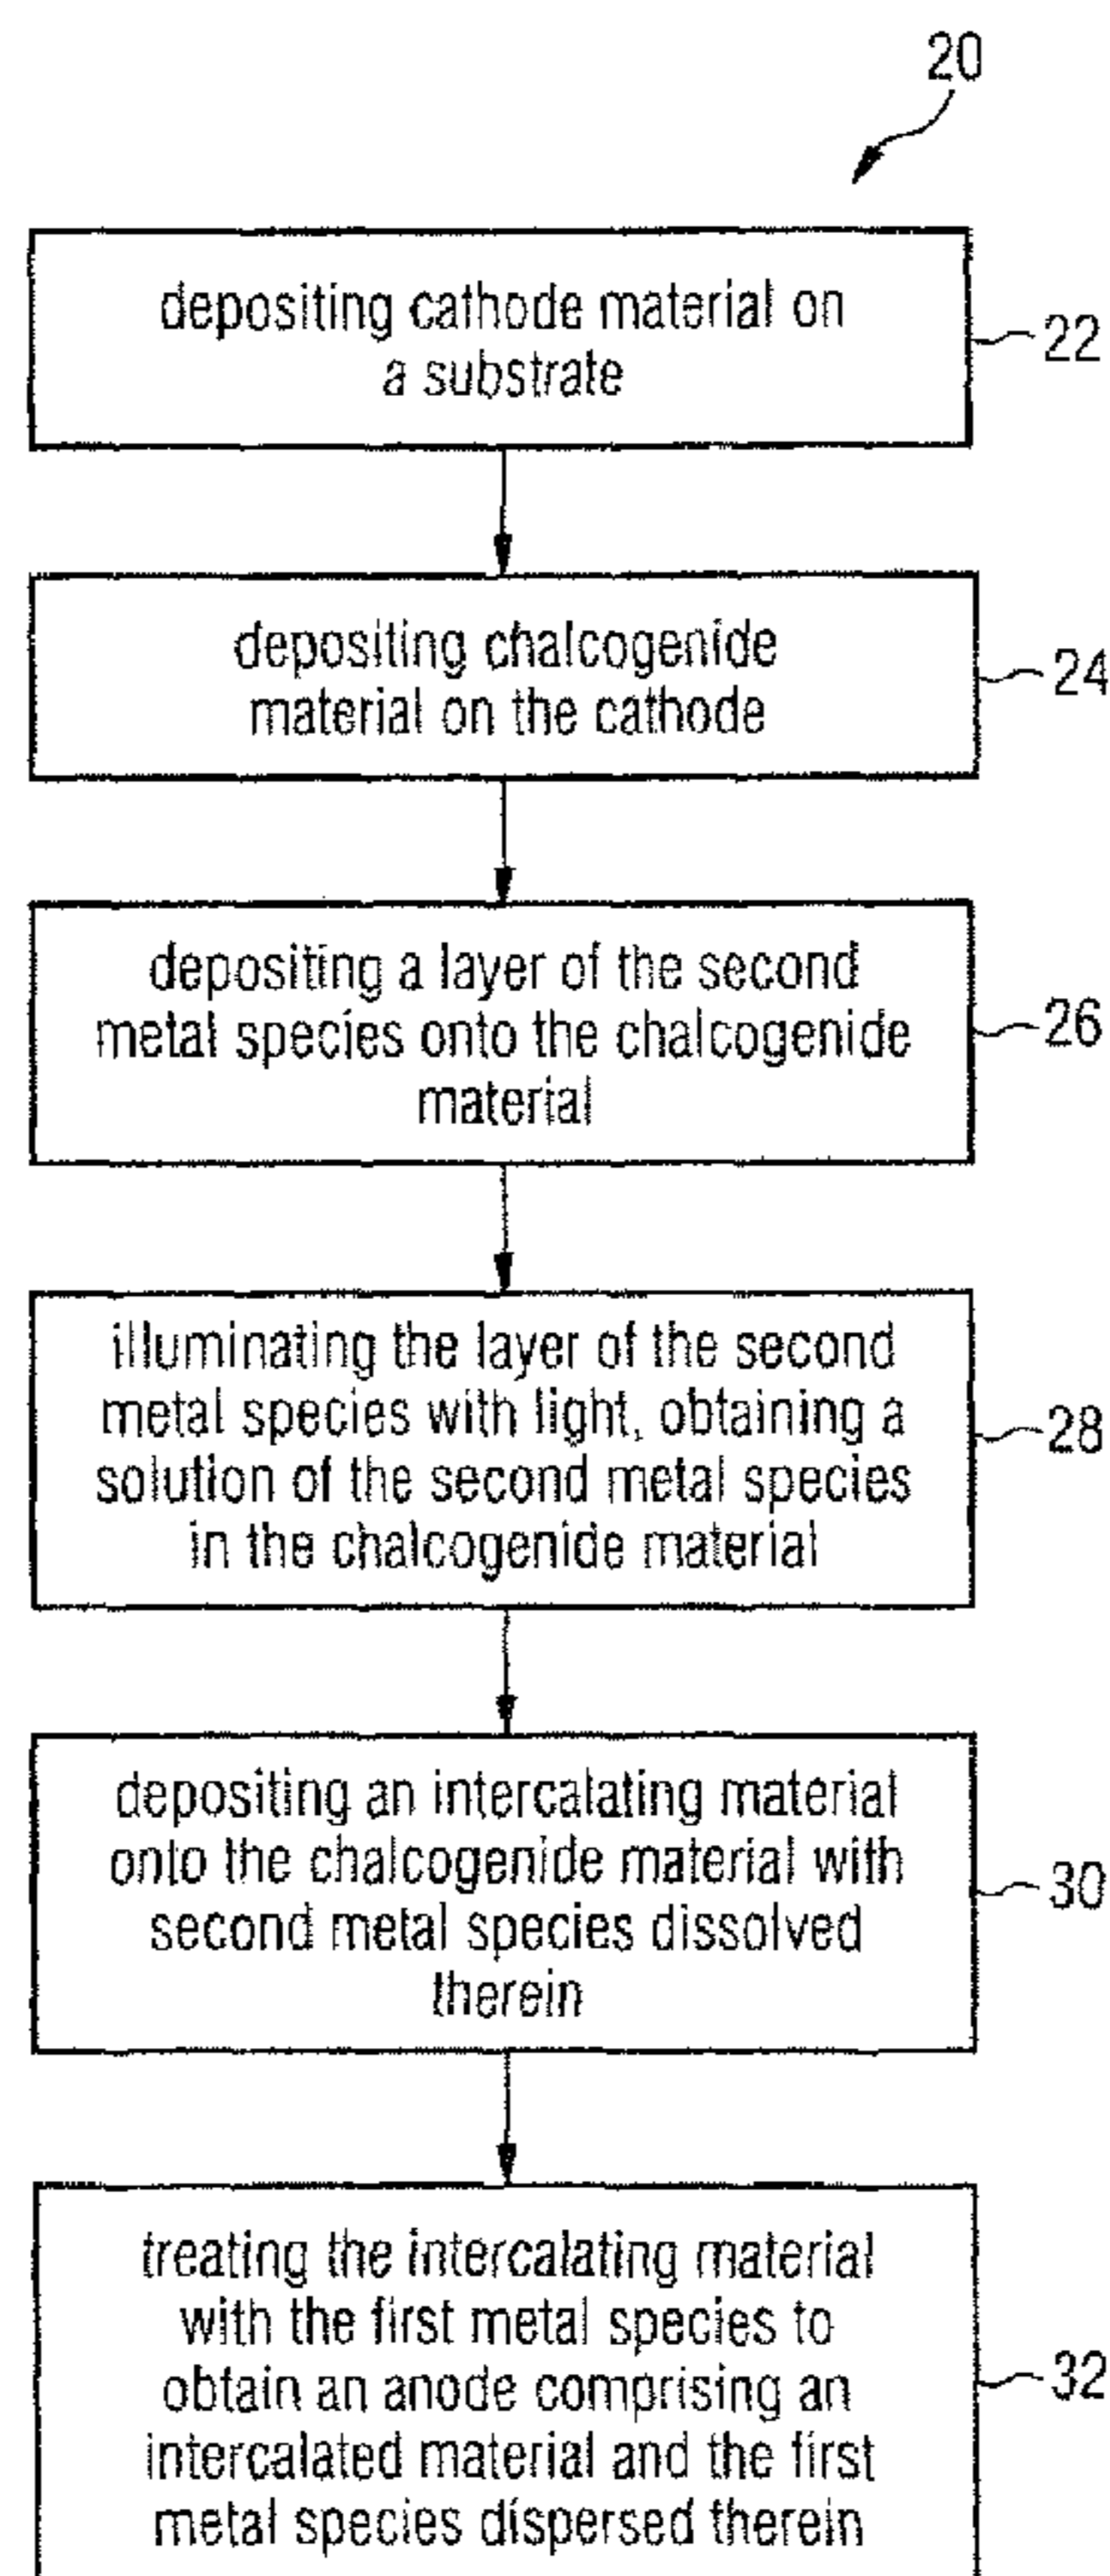 20
depositing cathode material on
a substrate
22
depositing chalcogenide
material on the cathode
24
depositing a layer of the second
metal species onto the chalcogenide
material
26
illuminating the layer of the second
metal species with light, obtaining a
solution of the second metal species
in the chalcogenide material
28
depositing an intercalating material
onto the chalcogenide material with
second metal species dissolved
therein
30
treating the intercalating material
with the first metal species to
obtain an anode comprising an
intercalated material and the first
metal species dispersed therein
32